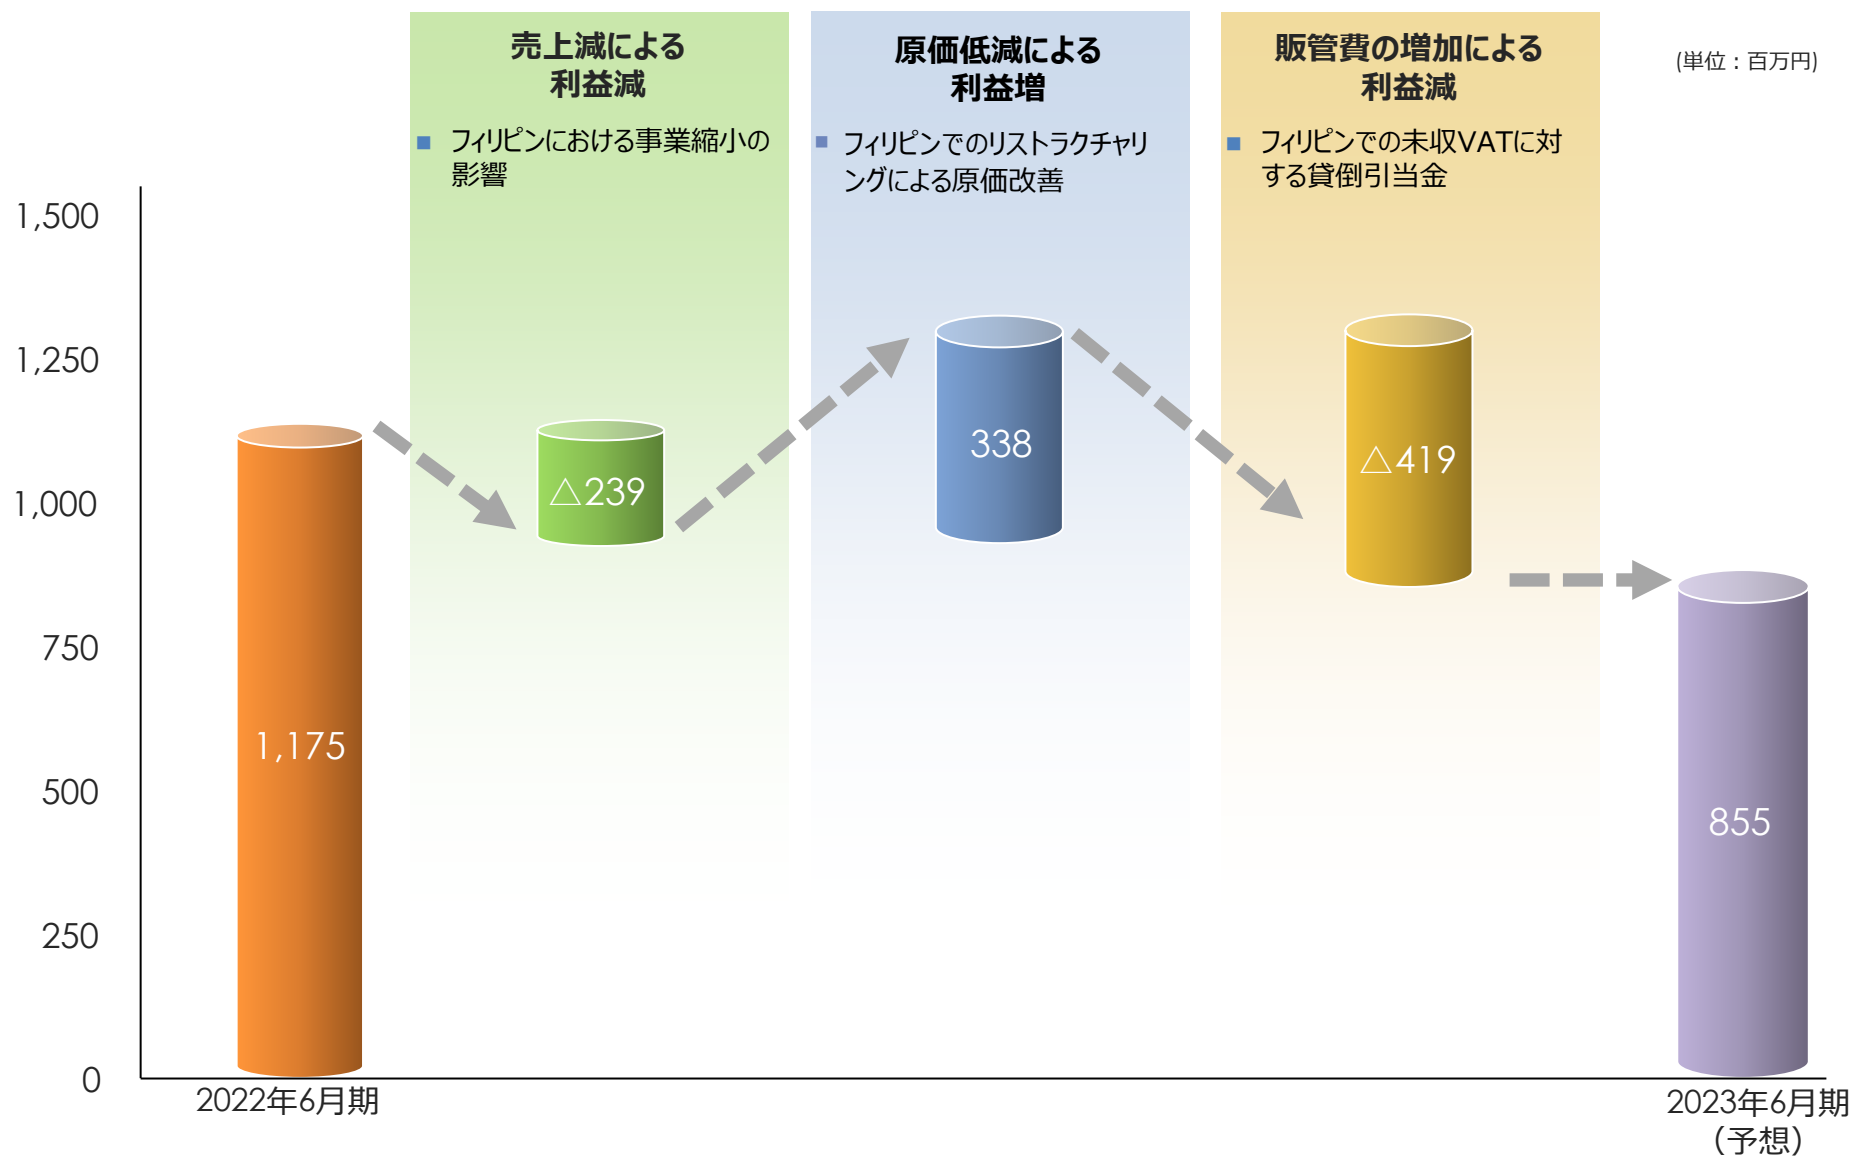 売上減による
利益減
■ フィリピンにおける事業縮小の
影響
原価低減による
利益増
■ フィリピンでのリストラクチャリ
ングによる原価改善
販管費の増加による
利益減
■ フィリピンでの未収VATに対
する貸倒引当金
(単位：百万円)
1,500
1,250
1,000
750
500
250
0
1,175
△239
338
△419
855
2022年6月期
2023年6月期
（予想）